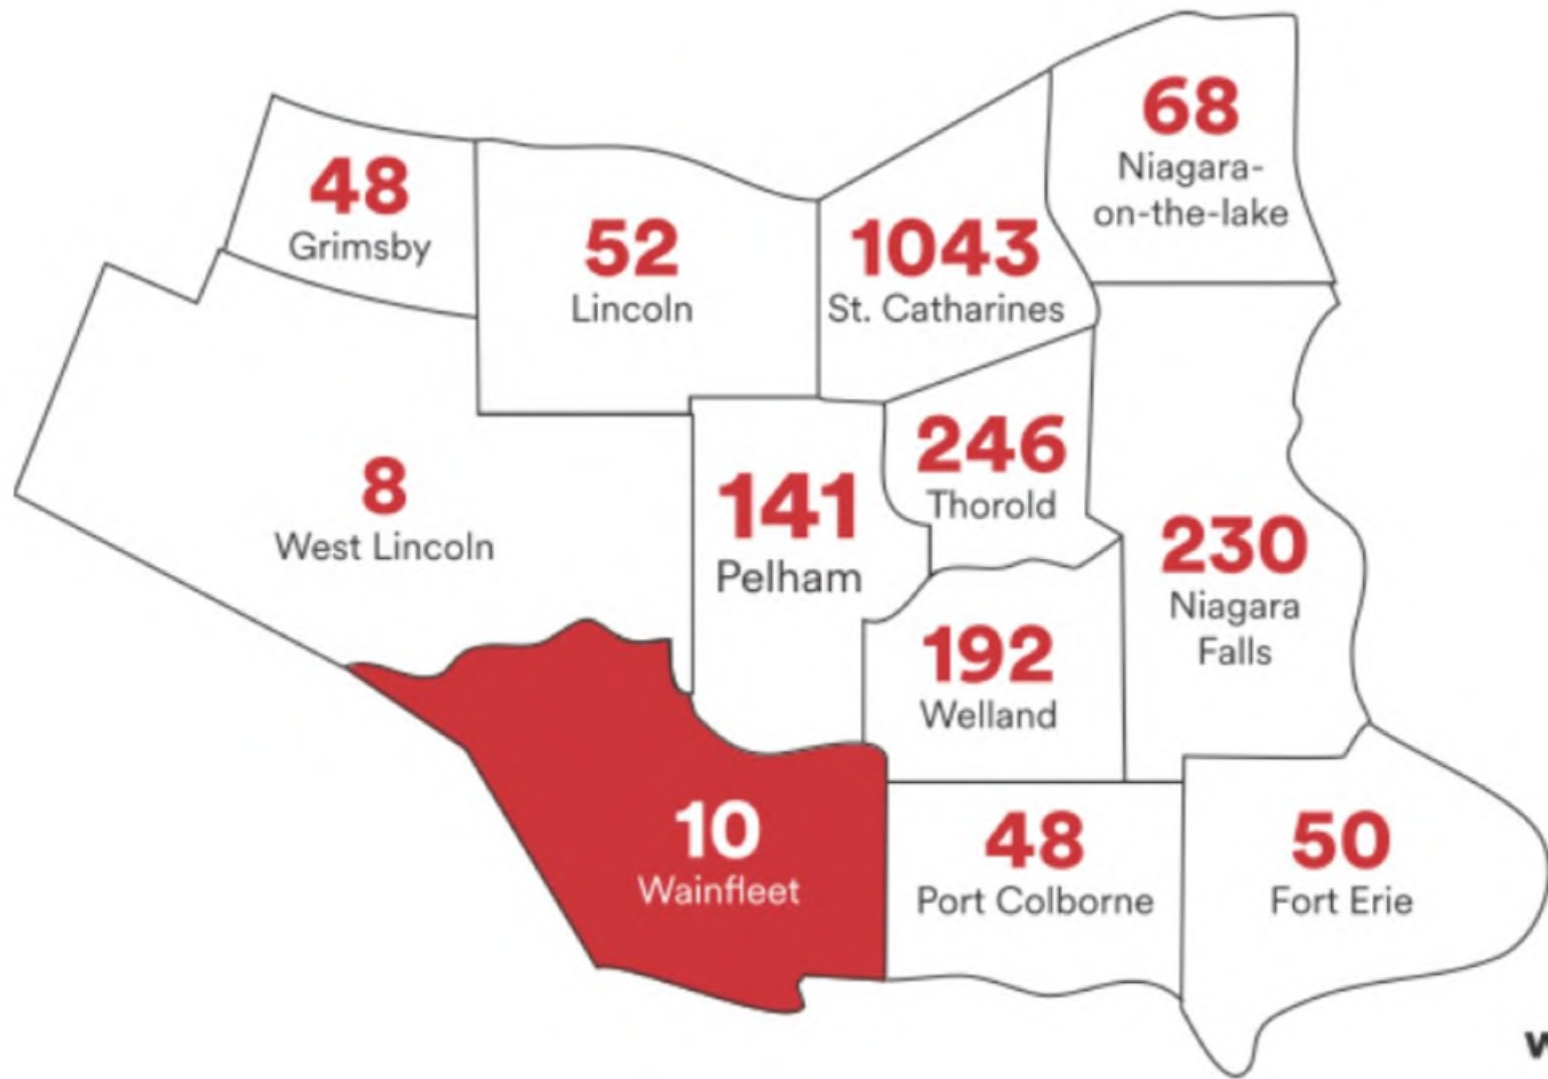 68
Niagara-
on-the-lake
48
Grimsby
52
Lincoln
1043
St. Catharines
246
Thorold
8
West Lincoln
141
Pelham
230
Niagara
Falls
192
Welland
10
Wainfleet
48
Port Colborne
50
Fort Erie